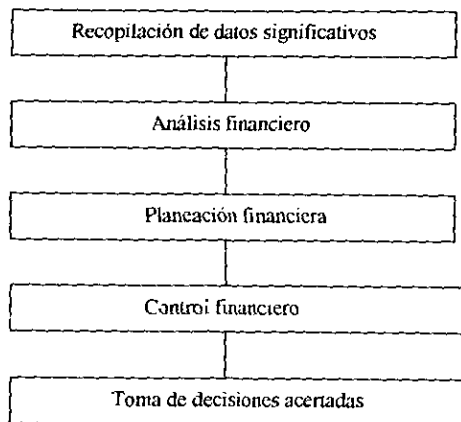 Recopilación de datos significativos
Análisis financiero
Planeación financiera
Control financiero
Toma de decisiones acertadas